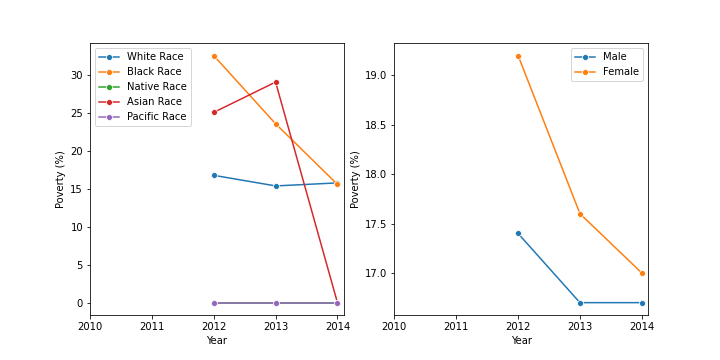 White Race
Black Race
Native Race
Asian Race
Pacific Race
30
25
20
15
10
5
0
Poverty (%)
2010 2011 2012 2013 2014
Year
Male
Female
19.0
18.5
18.0
17.5
17.0
Poverty (%)
2010 2011 2012 2013 2014
Year